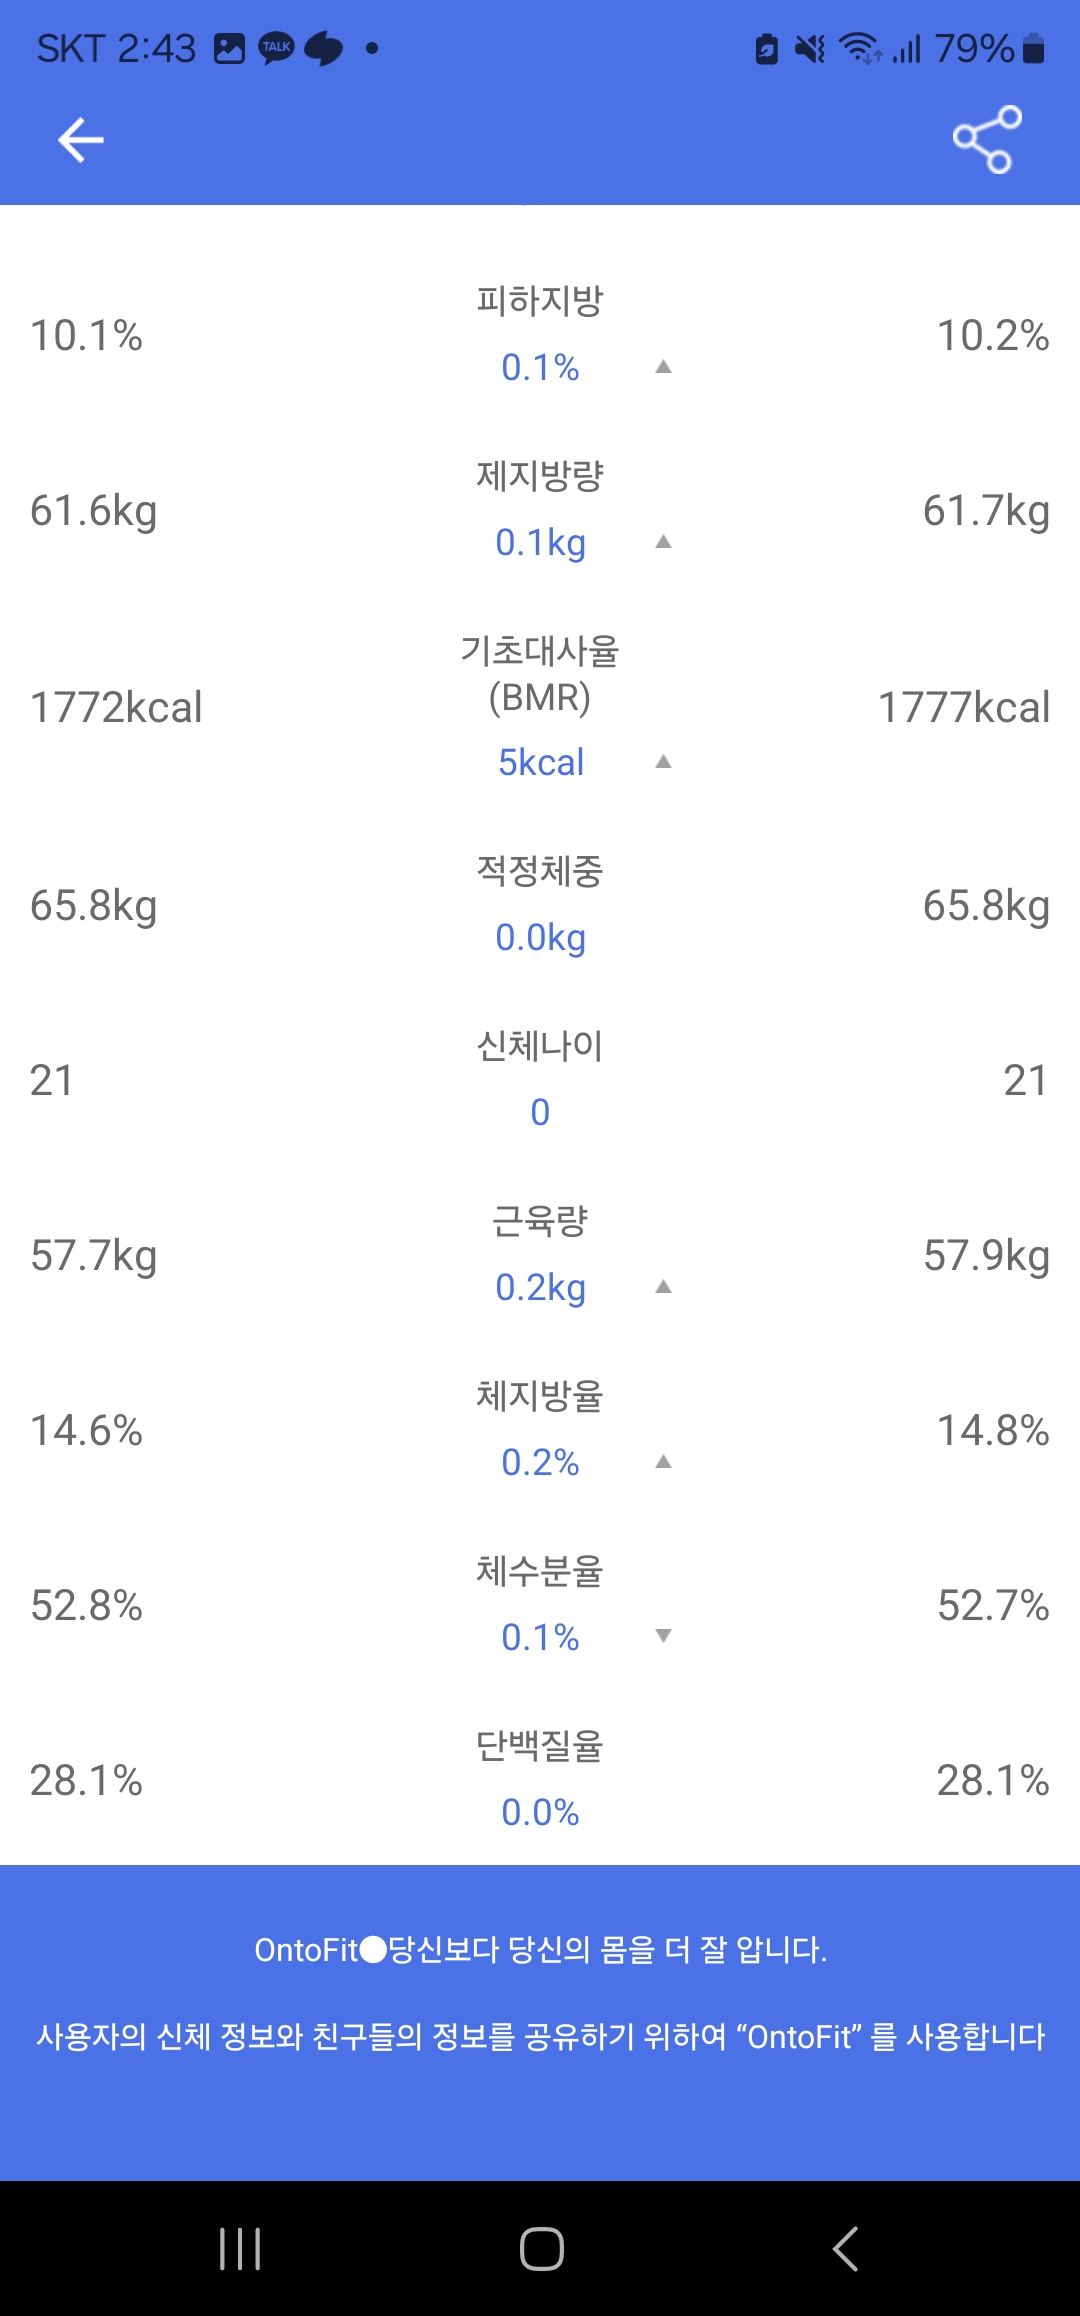 SKT 2:43 TALK 79%
피하지방
10.1% 10.2%
0.1% ▲
제지방량
61.6kg 61.7kg
0.1kg ▲
기초대사율
(BMR)
1772kcal 1777kcal
5kcal ▲
적정체중
65.8kg 65.8kg
0.0kg
신체나이
21 21
0
근육량
57.7kg 57.9kg
0.2kg ▲
체지방율
14.6% 14.8%
0.2% ▲
체수분율
52.8% 52.7%
0.1% ▼
단백질율
28.1% 28.1%
0.0%
OntoFit●당신보다 당신의 몸을 더 잘 압니다.
사용자의 신체 정보와 친구들의 정보를 공유하기 위하여 “OntoFit” 를 사용합니다